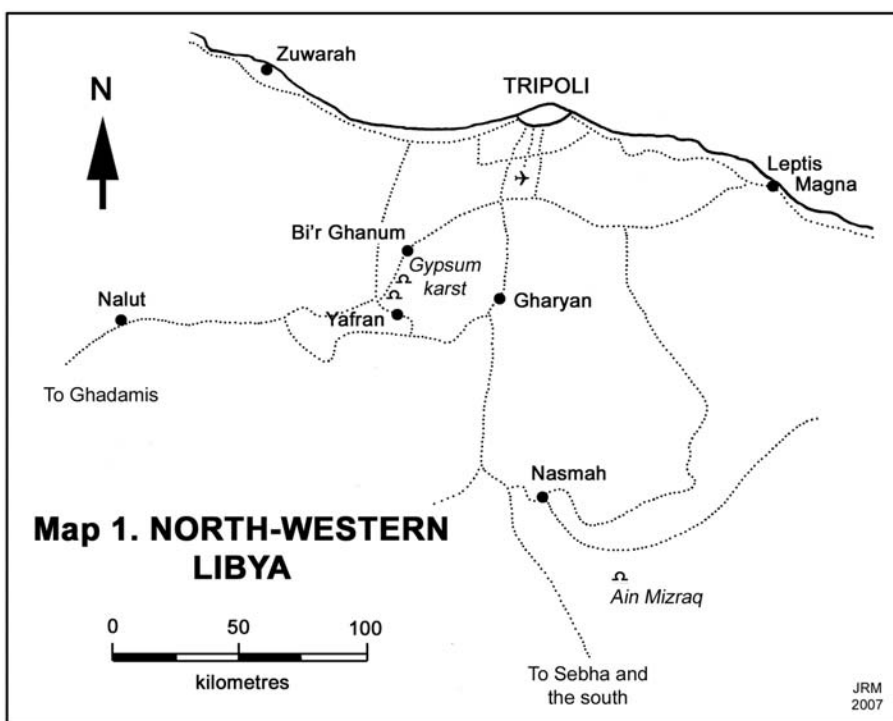 Zuwarah
N
TRIPOLI
Leptis
Magna
Bi'r Ghanum
Gypsum
karst
Nalut
Gharyan
Yafran
To Ghadamis
Nasmah
Map 1. NORTH-WESTERN
LIBYA
Ain Mizraq
0 50 100
kilometres
To Sebha and
the south
JRM
2007